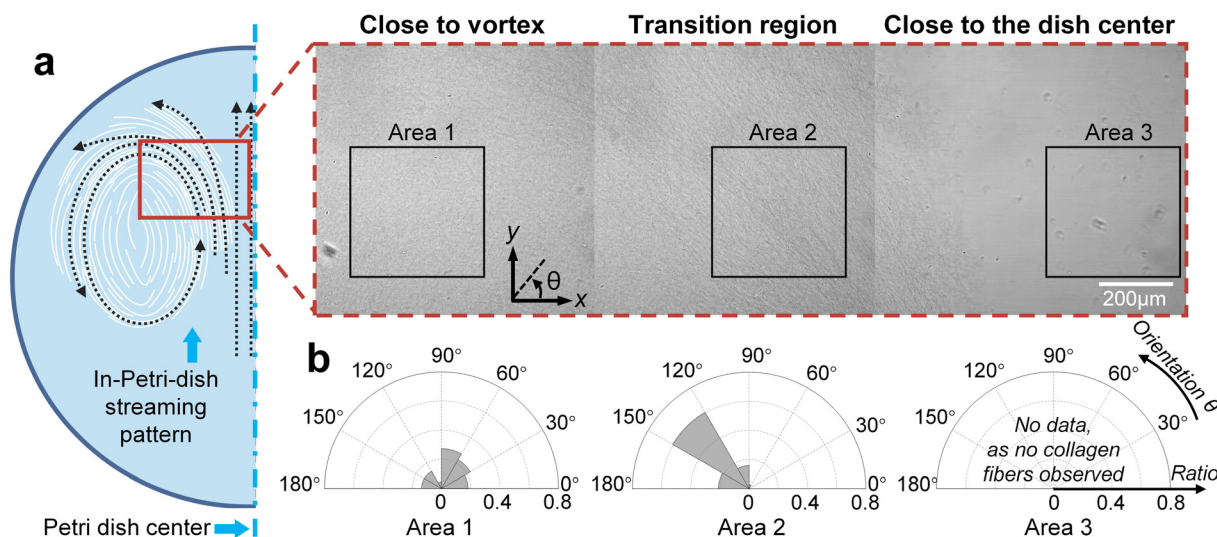 a
Close to vortex
Transition region
Close to the dish center
Area 1
Area 2
Area 3
y
θ
x
200μm
In-Petri-dish
streaming
pattern
Petri dish center
b
90°
120°
60°
150°
30°
180°
0°
0
0.4
0.8
Area 1
90°
120°
60°
150°
30°
180°
0°
0
0.4
0.8
Area 2
90°
120°
60°
150°
30°
180°
0°
No data,
as no collagen
fibers observed
Orientation θ
Ratio
0
0.4
0.8
Area 3